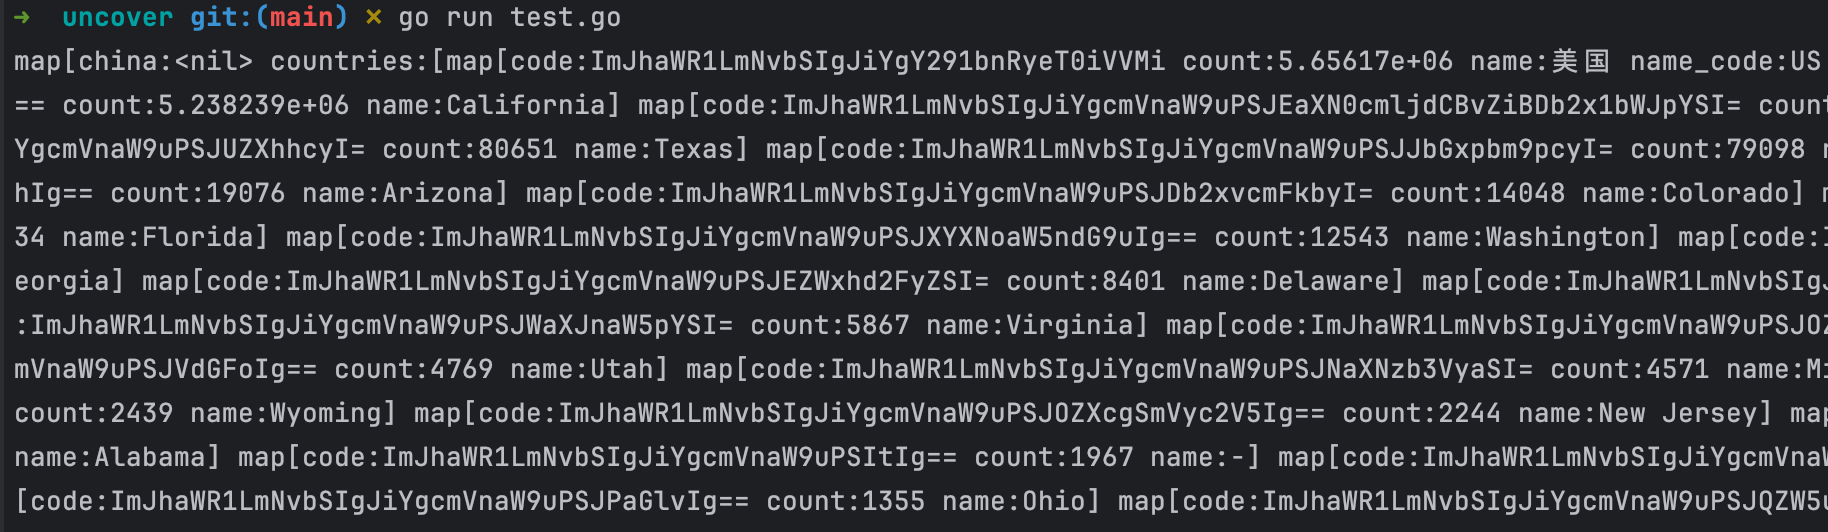 ➜  uncover git:(main) ✗ go run test.go
map[china:<nil> countries:[map[code:ImJhaWR1LmNvbSIgJiYgY291bnRyeT0iVVMi count:5.65617e+06 name:美国 name_code:US
== count:5.238239e+06 name:California] map[code:ImJhaWR1LmNvbSIgJiYgcmVnaW9uPSJEaXN0cmljdCBvZiBDb2x1bWJpYSI= count
YgcmVnaW9uPSJUZXhhcyI= count:80651 name:Texas] map[code:ImJhaWR1LmNvbSIgJiYgcmVnaW9uPSJJbGxpbm9pcyI= count:79098
hIg== count:19076 name:Arizona] map[code:ImJhaWR1LmNvbSIgJiYgcmVnaW9uPSJDb2xvcmFkbyI= count:14048 name:Colorado]
34 name:Florida] map[code:ImJhaWR1LmNvbSIgJiYgcmVnaW9uPSJXYXNoaW5ndG9uIg== count:12543 name:Washington] map[code:
eorgia] map[code:ImJhaWR1LmNvbSIgJiYgcmVnaW9uPSJEZWxhd2FyZSI= count:8401 name:Delaware] map[code:ImJhaWR1LmNvbSIgJ
:ImJhaWR1LmNvbSIgJiYgcmVnaW9uPSJWaXJnaW5pYSI= count:5867 name:Virginia] map[code:ImJhaWR1LmNvbSIgJiYgcmVnaW9uPSJOZ
mVnaW9uPSJVdGFoIg== count:4769 name:Utah] map[code:ImJhaWR1LmNvbSIgJiYgcmVnaW9uPSJNaXNzb3VyaSI= count:4571 name:Mi
count:2439 name:Wyoming] map[code:ImJhaWR1LmNvbSIgJiYgcmVnaW9uPSJOZXcgSmVyc2V5Ig== count:2244 name:New Jersey] map
name:Alabama] map[code:ImJhaWR1LmNvbSIgJiYgcmVnaW9uPSItIg== count:1967 name:-] map[code:ImJhaWR1LmNvbSIgJiYgcmVnaW
[code:ImJhaWR1LmNvbSIgJiYgcmVnaW9uPSJPaGlvIg== count:1355 name:Ohio] map[code:ImJhaWR1LmNvbSIgJiYgcmVnaW9uPSJQZW5u